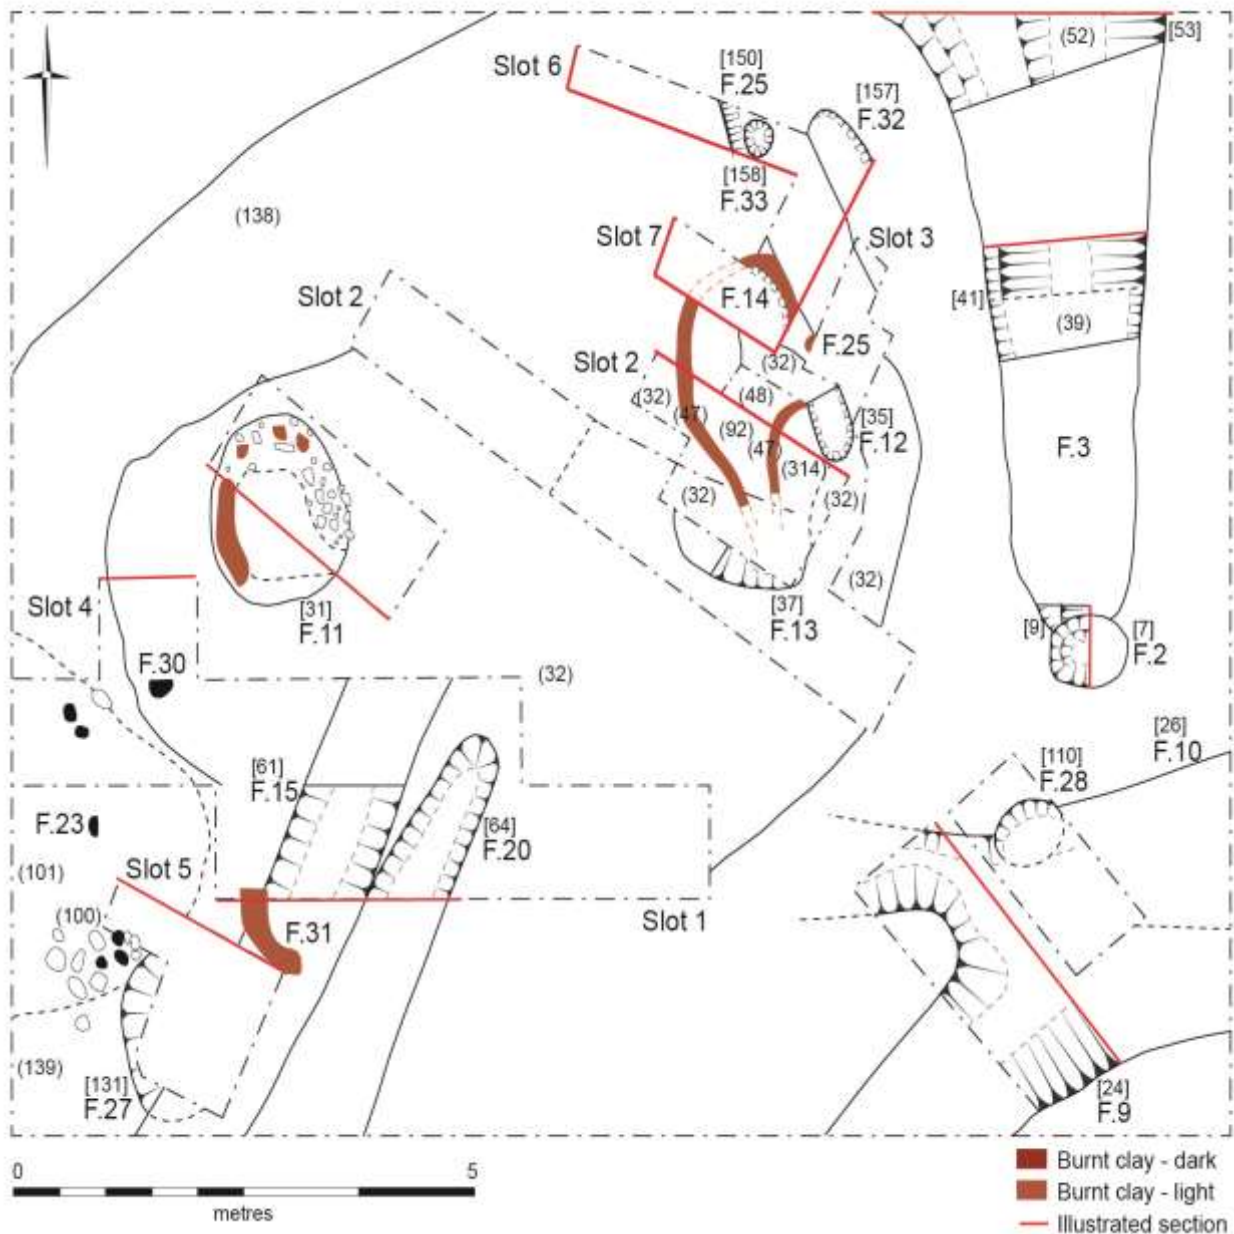 [150]
F.25
(52)
[53]
Slot 6
[157]
F.32
[158]
F.33
(138)
Slot 7
Slot 3
Slot 2
F.14
[41]
(39)
F.25
Slot 2
(32)
(32)
(48)
(47)
(92)
[35]
F.12
(47)
(314)
F.3
(32)
(32)
(32)
[31]
F.11
[37]
F.13
Slot 4
[9]
[7]
F.2
F.30
(32)
[26]
F.10
[61]
F.15
[110]
F.28
F.23
[64]
F.20
(101)
Slot 5
(100)
F.31
Slot 1
(139)
[131]
F.27
[24]
F.9
0 5
metres
Burnt clay - dark
Burnt clay - light
Illustrated section